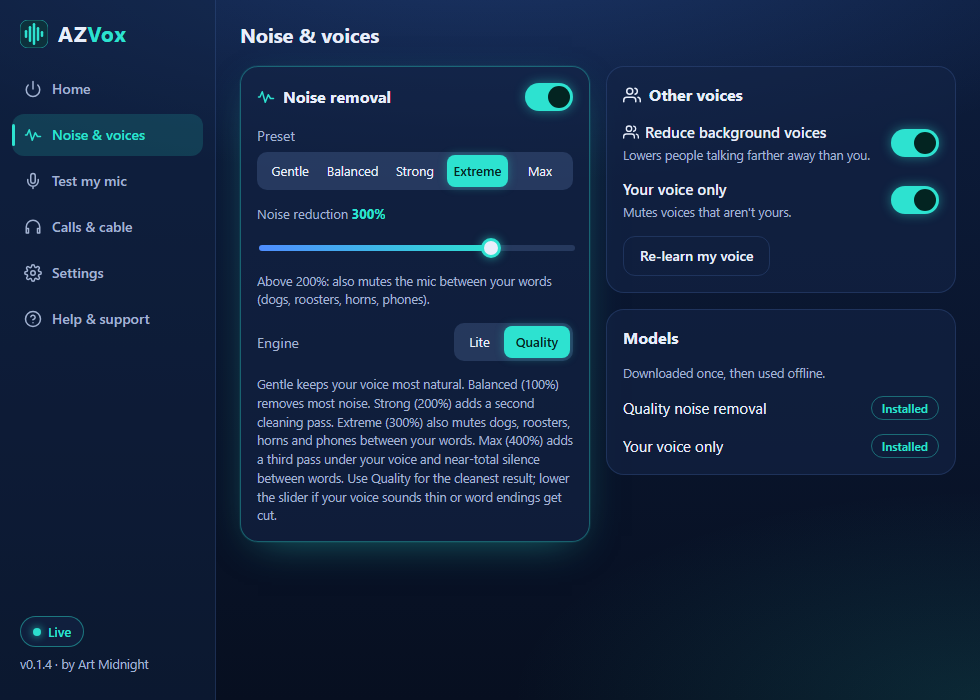 AZVox
Home
Noise & voices
Test my mic
Calls & cable
Settings
Help & support
Live
v0.1.4 · by Art Midnight
Noise & voices
Noise removal
Preset
Gentle Balanced Strong Extreme Max
Noise reduction 300%
Above 200%: also mutes the mic between your words
(dogs, roosters, horns, phones).
Engine
Lite Quality
Gentle keeps your voice most natural. Balanced (100%)
removes most noise. Strong (200%) adds a second
cleaning pass. Extreme (300%) also mutes dogs, roosters,
horns and phones between your words. Max (400%) adds
a third pass under your voice and near-total silence
between words. Use Quality for the cleanest result; lower
the slider if your voice sounds thin or word endings get
cut.
Other voices
Reduce background voices
Lowers people talking farther away than you.
Your voice only
Mutes voices that aren't yours.
Re-learn my voice
Models
Downloaded once, then used offline.
Quality noise removal Installed
Your voice only Installed